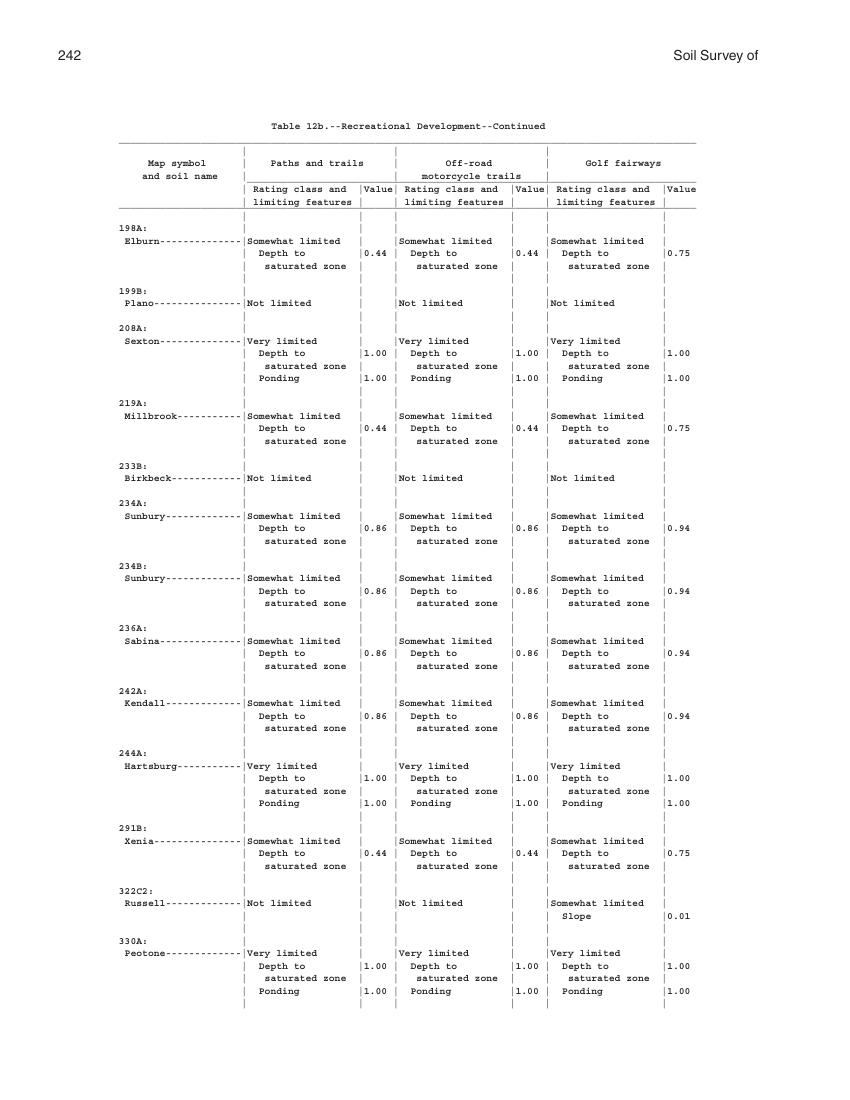 242 Soil Survey of
Table 12b.--Recreational Development--Continued
Map symbol | Paths and trails | Off-road | Golf fairways
and soil name | | motorcycle trails |
| Rating class and |Value| Rating class and |Value| Rating class and |Value
| limiting features | | limiting features | | limiting features |
198A:
Elburn--------------|Somewhat limited | |Somewhat limited | |Somewhat limited |
| Depth to |0.44 | Depth to |0.44 | Depth to |0.75
| saturated zone | | saturated zone | | saturated zone |
199B:
Plano---------------|Not limited | |Not limited | |Not limited |
208A:
Sexton--------------|Very limited | |Very limited | |Very limited |
| Depth to |1.00 | Depth to |1.00 | Depth to |1.00
| saturated zone | | saturated zone | | saturated zone |
| Ponding |1.00 | Ponding |1.00 | Ponding |1.00
219A:
Millbrook-----------|Somewhat limited | |Somewhat limited | |Somewhat limited |
| Depth to |0.44 | Depth to |0.44 | Depth to |0.75
| saturated zone | | saturated zone | | saturated zone |
233B:
Birkbeck------------|Not limited | |Not limited | |Not limited |
234A:
Sunbury-------------|Somewhat limited | |Somewhat limited | |Somewhat limited |
| Depth to |0.86 | Depth to |0.86 | Depth to |0.94
| saturated zone | | saturated zone | | saturated zone |
234B:
Sunbury-------------|Somewhat limited | |Somewhat limited | |Somewhat limited |
| Depth to |0.86 | Depth to |0.86 | Depth to |0.94
| saturated zone | | saturated zone | | saturated zone |
236A:
Sabina--------------|Somewhat limited | |Somewhat limited | |Somewhat limited |
| Depth to |0.86 | Depth to |0.86 | Depth to |0.94
| saturated zone | | saturated zone | | saturated zone |
242A:
Kendall-------------|Somewhat limited | |Somewhat limited | |Somewhat limited |
| Depth to |0.86 | Depth to |0.86 | Depth to |0.94
| saturated zone | | saturated zone | | saturated zone |
244A:
Hartsburg-----------|Very limited | |Very limited | |Very limited |
| Depth to |1.00 | Depth to |1.00 | Depth to |1.00
| saturated zone | | saturated zone | | saturated zone |
| Ponding |1.00 | Ponding |1.00 | Ponding |1.00
291B:
Xenia---------------|Somewhat limited | |Somewhat limited | |Somewhat limited |
| Depth to |0.44 | Depth to |0.44 | Depth to |0.75
| saturated zone | | saturated zone | | saturated zone |
322C2:
Russell-------------|Not limited | |Not limited | |Somewhat limited |
| | | | | Slope |0.01
330A:
Peotone-------------|Very limited | |Very limited | |Very limited |
| Depth to |1.00 | Depth to |1.00 | Depth to |1.00
| saturated zone | | saturated zone | | saturated zone |
| Ponding |1.00 | Ponding |1.00 | Ponding |1.00